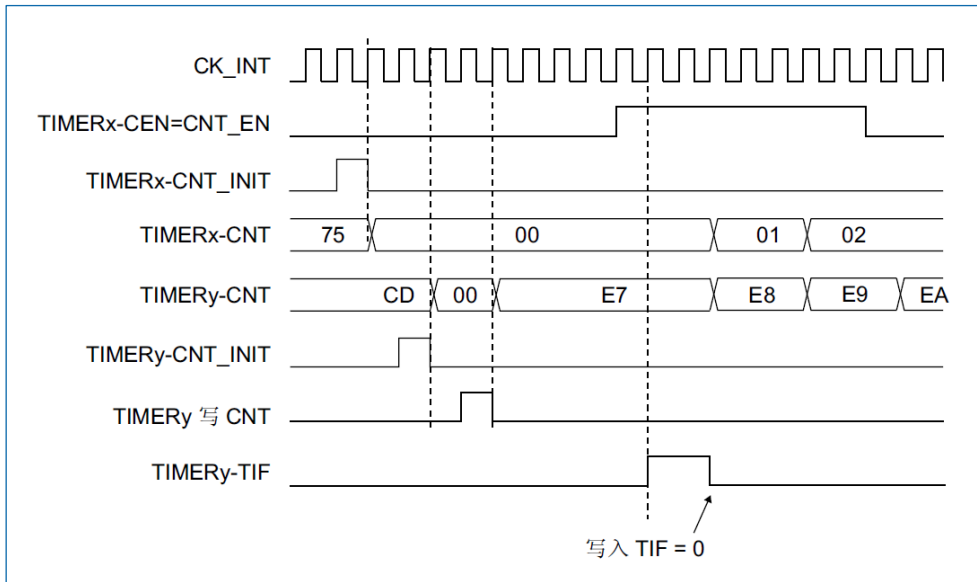 CK_INT
TIMERx-CEN=CNT_EN
TIMERx-CNT_INIT
TIMERx-CNT 75 00 01 02
TIMERy-CNT CD 00 E7 E8 E9 EA
TIMERy-CNT_INIT
TIMERy 写 CNT
TIMERy-TIF
写入 TIF = 0